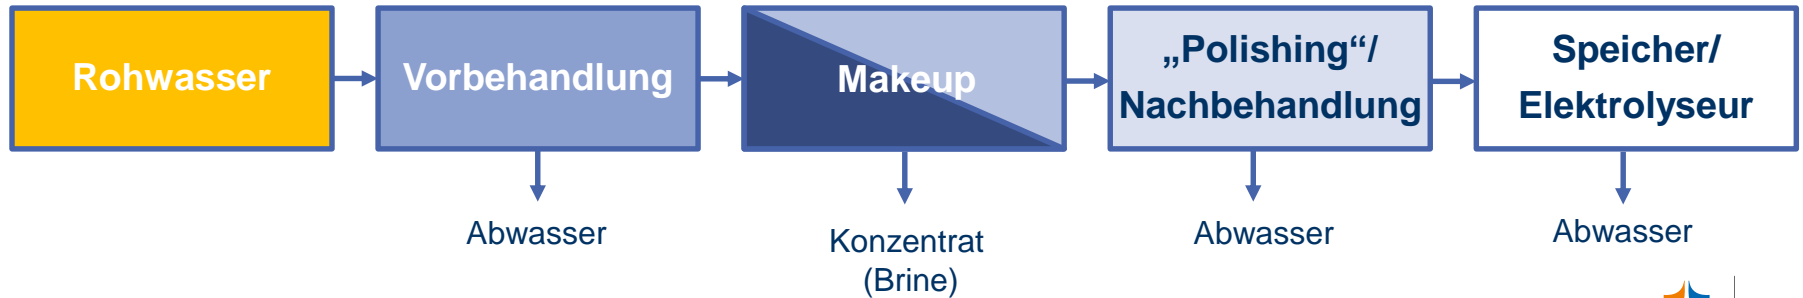 Rohwasser
Vorbehandlung
Makeup
„Polishing“/
Nachbehandlung
Speicher/
Elektrolyseur
Abwasser
Konzentrat
(Brine)
Abwasser
Abwasser